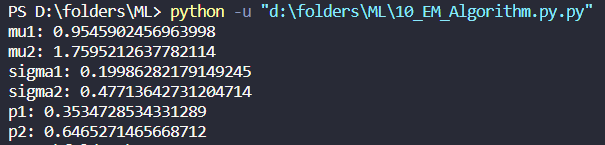 PS D:\folders\ML> python -u "d:\folders\ML\10_EM_Algorithm.py.py"
mu1: 0.9545902456963998
mu2: 1.7595212637782114
sigma1: 0.19986282179149245
sigma2: 0.47713642731204714
p1: 0.3534728534331289
p2: 0.6465271465668712